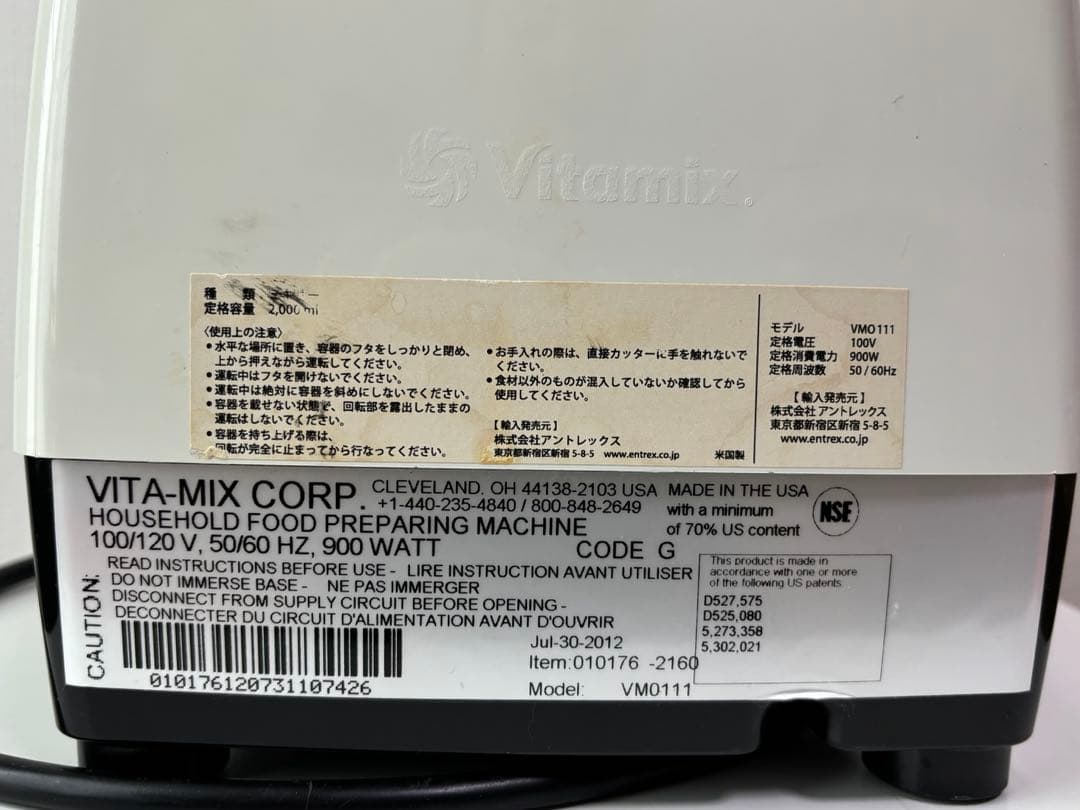 Vitamix.
種 類
定格容量 2,000 ml
〈使用上の注意〉
●水平な場所に置き、容器のフタをしっかりと閉め、
上から押えながら運転してください。
●運転中はフタを開けないでください。
●運転中は絶対に容器を斜めにしないでください。
●容器を載せない状態で、回転部を露出したままの
運転はしないでください。
●容器を持ち上げる際は、
回転が完全に止まってから行なってください。
●お手入れの際は、直接カッターに手を触れないで
ください。
●食材以外のものが混入していないか確認してから
使用してください。
【輸入発売元】
株式会社アントレックス
東京都新宿区新宿 5-8-5 www.entrex.co.jp 米国製
モデル VM0111
定格電圧 100V
定格消費電力 900W
定格周波数 50 / 60Hz
【輸入発売元】
株式会社 アントレックス
東京都新宿区新宿 5-8-5
www.entrex.co.jp
VITA-MIX CORP. CLEVELAND, OH 44138-2103 USA
+1-440-235-4840 / 800-848-2649
HOUSEHOLD FOOD PREPARING MACHINE
100/120 V, 50/60 HZ, 900 WATT CODE G
MADE IN THE USA
with a minimum
of 70% US content
NSF
CAUTION:
READ INSTRUCTIONS BEFORE USE - LIRE INSTRUCTION AVANT UTILISER
DO NOT IMMERSE BASE - NE PAS IMMERGER
DISCONNECT FROM SUPPLY CIRCUIT BEFORE OPENING -
DECONNECTER DU CIRCUIT D'ALIMENTATION AVANT D'OUVRIR
This product is made in
accordance with one or more
of the following US patents.
D527,575
D525,080
5,273,358
5,302,021
010176120731107426
Jul-30-2012
Item:010176 -2160
Model: VM0111